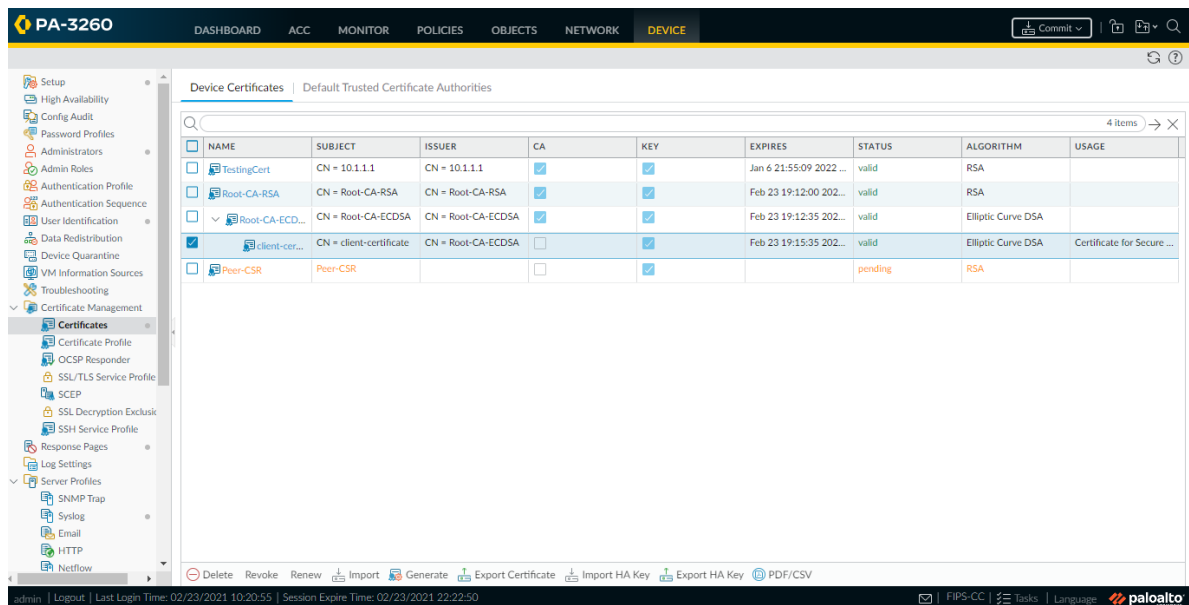 PA-3260
DASHBOARD ACC MONITOR POLICIES OBJECTS NETWORK DEVICE
Commit
Setup
High Availability
Config Audit
Password Profiles
Administrators
Admin Roles
Authentication Profile
Authentication Sequence
User Identification
Data Redistribution
Device Quarantine
VM Information Sources
Troubleshooting
Certificate Management
Certificates
Certificate Profile
OCSP Responder
SSL/TLS Service Profile
SCEP
SSL Decryption Exclusio
SSH Service Profile
Response Pages
Log Settings
Server Profiles
SNMP Trap
Syslog
Email
HTTP
Netflow
Device Certificates | Default Trusted Certificate Authorities
4 items
NAME SUBJECT ISSUER CA KEY EXPIRES STATUS ALGORITHM USAGE
TestingCert CN = 10.1.1.1 CN = 10.1.1.1 Jan 6 21:55:09 2022 ... valid RSA
Root-CA-RSA CN = Root-CA-RSA CN = Root-CA-RSA Feb 23 19:12:00 202... valid RSA
Root-CA-ECD... CN = Root-CA-ECDSA CN = Root-CA-ECDSA Feb 23 19:12:35 202... valid Elliptic Curve DSA
client-cer... CN = client-certificate CN = Root-CA-ECDSA Feb 23 19:15:35 202... valid Elliptic Curve DSA Certificate for Secure ...
Peer-CSR Peer-CSR pending RSA
Delete Revoke Renew Import Generate Export Certificate Import HA Key Export HA Key PDF/CSV
admin | Logout | Last Login Time: 02/23/2021 10:20:55 | Session Expire Time: 02/23/2021 22:22:50
| FIPS-CC | Tasks | Language paloalto